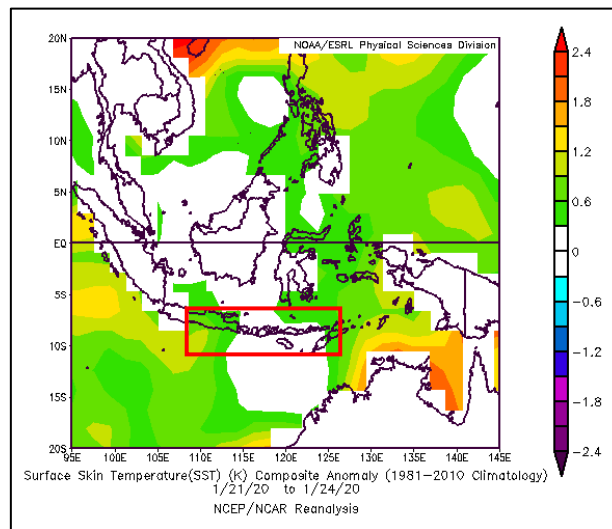 NOAA/ESRL Physical Sciences Division
20N
15N
10N
5N
EQ
5S
10S
15S
20S
95E 100E 105E 110E 115E 120E 125E 130E 135E 140E 145E
2.4
1.8
1.2
0.6
0
-0.6
-1.2
-1.8
-2.4
Surface Skin Temperature(SST) (K) Composite Anomaly (1981-2010 Climatology)
1/21/20 to 1/24/20
NCEP/NCAR Reanalysis